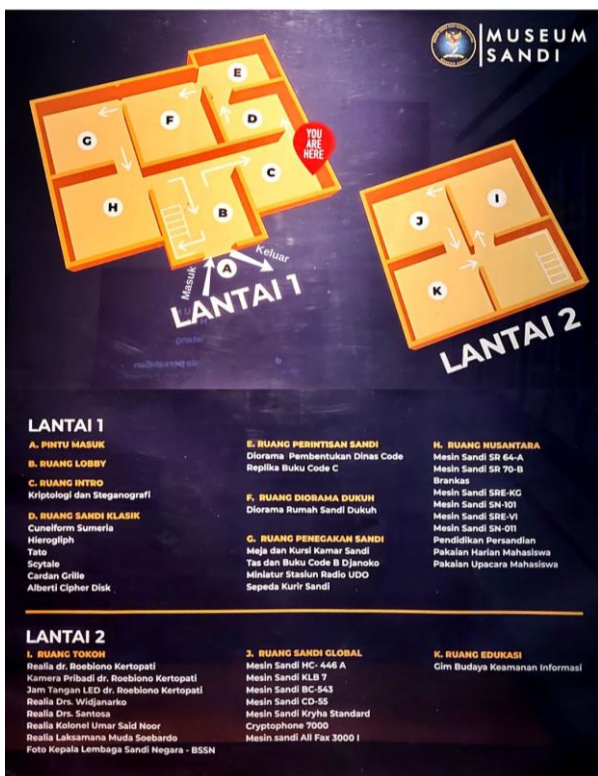 MUSEUM
SANDI
E
G
F
D
YOU
ARE
HERE
C
H
B
I
J
K
A
Masuk
Keluar
LANTAI 1
LANTAI 2
LANTAI 1
A. PINTU MASUK
B. RUANG LOBBY
C. RUANG INTRO
Kriptologi dan Steganografi
D. RUANG SANDI KLASIK
Cuneiform Sumeria
Hierogliph
Tato
Scytale
Cardan Grille
Alberti Cipher Disk
E. RUANG PERINTISAN SANDI
Diorama Pembentukan Dinas Code
Replika Buku Code C
F. RUANG DIORAMA DUKUH
Diorama Rumah Sandi Dukuh
G. RUANG PENEGAKAN SANDI
Meja dan Kursi Kamar Sandi
Tas dan Buku Code B Djanoko
Miniatur Stasiun Radio UDO
Sepeda Kurir Sandi
H. RUANG NUSANTARA
Mesin Sandi SR 64-A
Mesin Sandi SR 70-B
Brankas
Mesin Sandi SRE-KG
Mesin Sandi SN-101
Mesin Sandi SRE-VI
Mesin Sandi SN-011
Pendidikan Persandian
Pakaian Harian Mahasiswa
Pakaian Upacara Mahasiswa
LANTAI 2
I. RUANG TOKOH
Realia dr. Roebiono Kertopati
Kamera Pribadi dr. Roebiono Kertopati
Jam Tangan LED dr. Roebiono Kertopati
Realia Drs. Widjanarko
Realia Drs. Santosa
Realia Kolonel Umar Said Noor
Realia Laksamana Muda Soebardo
Foto Kepala Lembaga Sandi Negara - BSSN
J. RUANG SANDI GLOBAL
Mesin Sandi HC- 446 A
Mesin Sandi KLB 7
Mesin Sandi BC-543
Mesin Sandi CD-55
Mesin Sandi Kryha Standard
Cryptophone 7000
Mesin sandi All Fax 3000 I
K. RUANG EDUKASI
Gim Budaya Keamanan Informasi